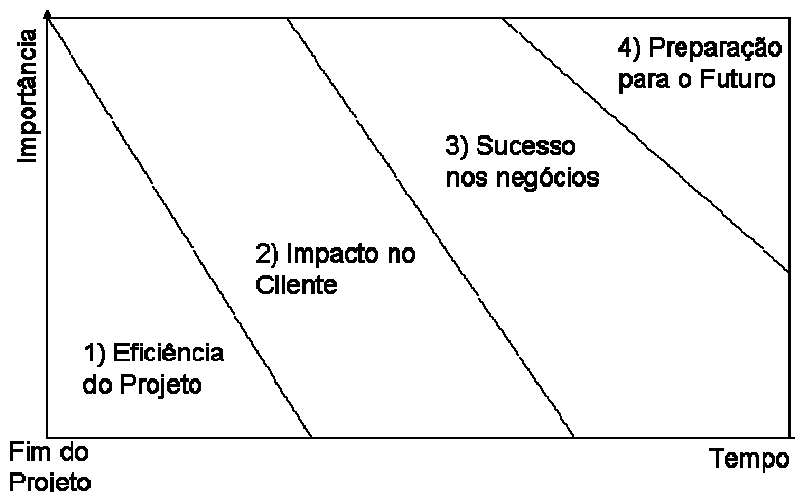 Importância
4) Preparação
para o Futuro
3) Sucesso
nos negócios
2) Impacto no
Cliente
1) Eficiência
do Projeto
Fim do
Projeto
Tempo